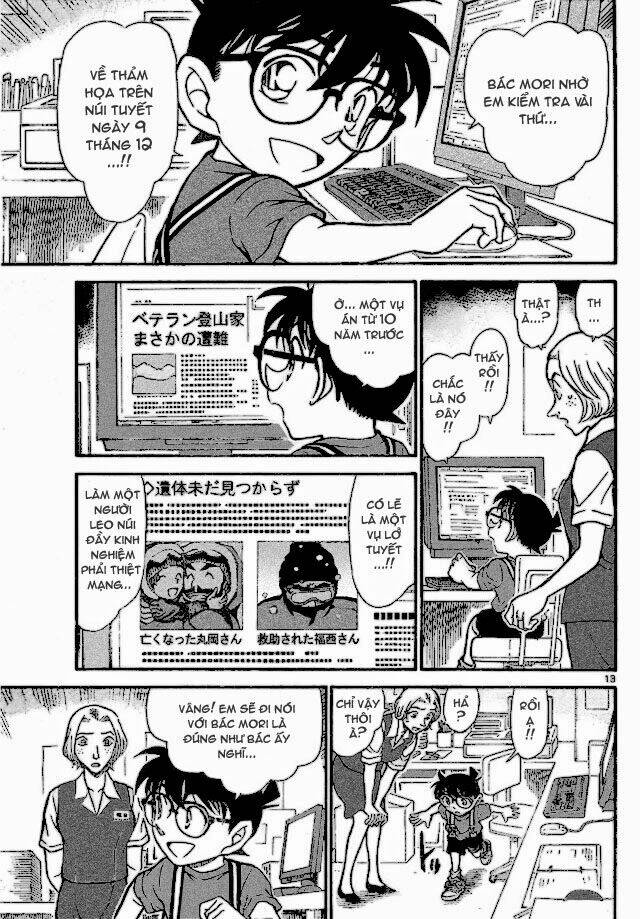 BÁC MORI NHỜ
EM KIỂM TRA VÀI
THỨ...
VỀ THẢM
HỌA TRÊN
NÚI TUYẾT
NGÀY 9
THÁNG 12
...!!
TH
...
THẬT
À...?
THẤY
RỒI
!!
CHẮC
LÀ NÓ
ĐÂY !!
Ờ... MỘT VỤ
ÁN TỪ 10
NĂM TRƯỚC
...
ベテラン登山家
まさかの遭難
◇遺体未だ見つからず
CÓ LẼ
LÀ MỘT
VỤ LỞ
TUYẾT...
LÀM MỘT
NGƯỜI
LEO NÚI
ĐẦY KINH
NGHIỆM
PHẢI THIỆT
MẠNG...
亡くなった丸岡さん
救助された福西さん
13
RỒI
Ạ !
HẢ
?
CHỈ VẬY
THÔI
À?
VÂNG! EM SẼ ĐI NÓI
VỚI BÁC MORI LÀ
ĐÚNG NHƯ BÁC ẤY
NGHĨ...